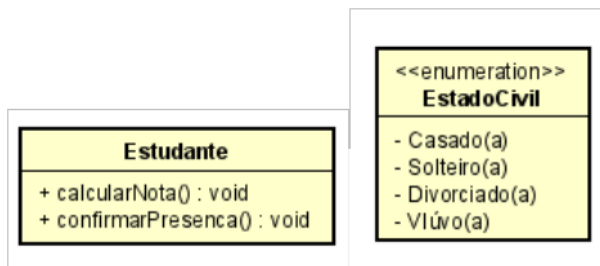 Estudante
+ calcularNota() : void
+ confirmarPresenca() : void
<<enumeration>>
EstadoCivil
- Casado(a)
- Solteiro(a)
- Divorciado(a)
- VIúvo(a)